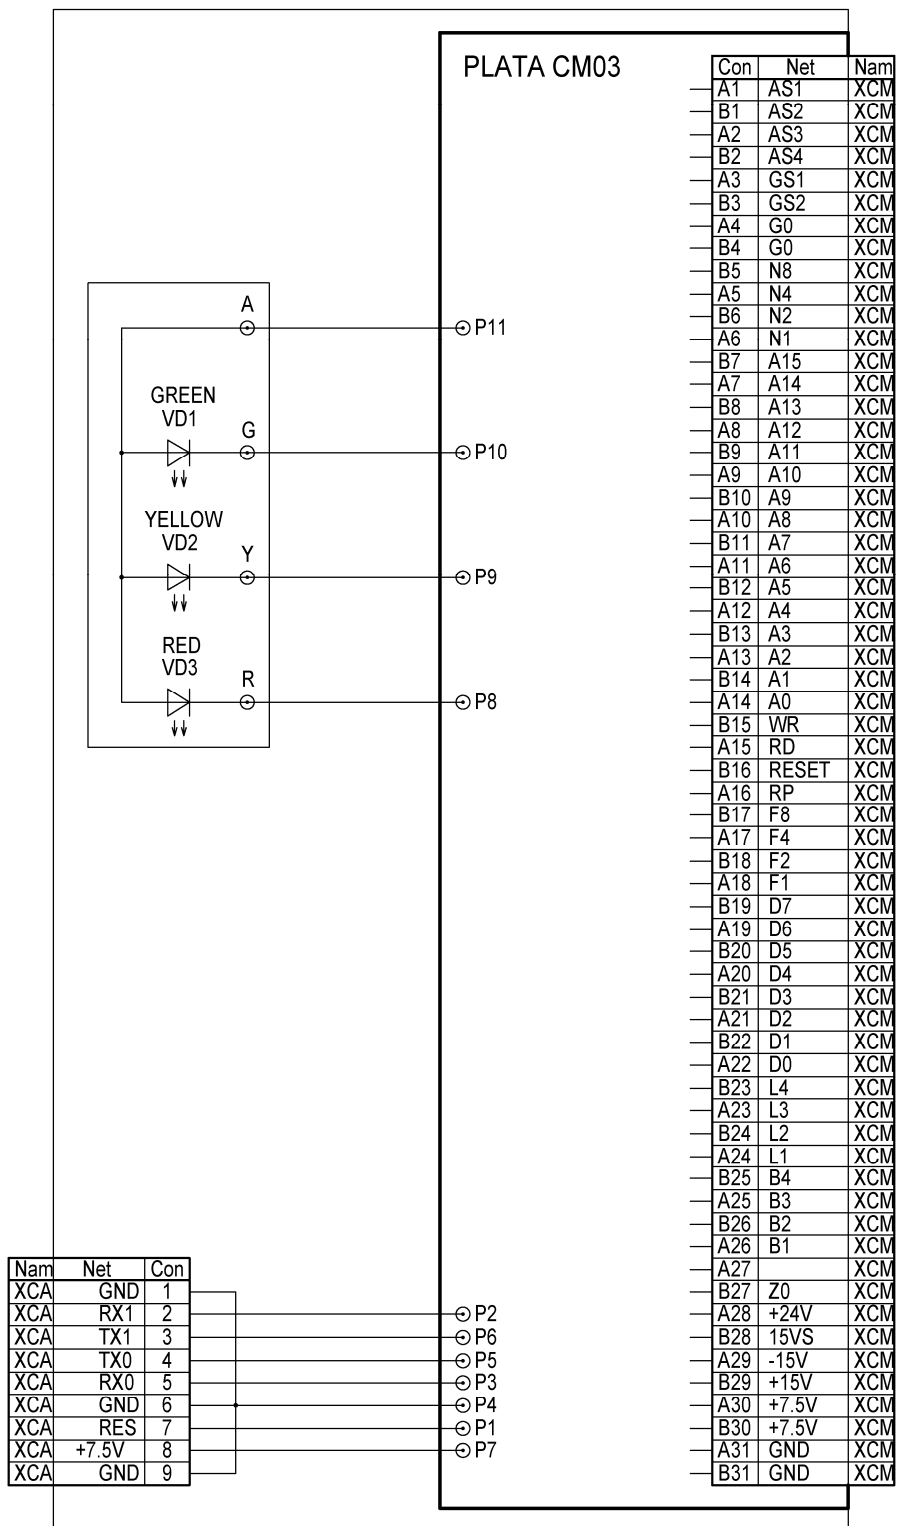 PLATA CM03
Con Net Nam
A1 AS1 XCM
B1 AS2 XCM
A2 AS3 XCM
B2 AS4 XCM
A3 GS1 XCM
B3 GS2 XCM
A4 G0 XCM
B4 G0 XCM
B5 N8 XCM
A5 N4 XCM
B6 N2 XCM
A6 N1 XCM
B7 A15 XCM
A7 A14 XCM
B8 A13 XCM
A8 A12 XCM
B9 A11 XCM
A9 A10 XCM
B10 A9 XCM
A10 A8 XCM
B11 A7 XCM
A11 A6 XCM
B12 A5 XCM
A12 A4 XCM
B13 A3 XCM
A13 A2 XCM
B14 A1 XCM
A14 A0 XCM
B15 WR XCM
A15 RD XCM
B16 RESET XCM
A16 RP XCM
B17 F8 XCM
A17 F4 XCM
B18 F2 XCM
A18 F1 XCM
B19 D7 XCM
A19 D6 XCM
B20 D5 XCM
A20 D4 XCM
B21 D3 XCM
A21 D2 XCM
B22 D1 XCM
A22 D0 XCM
B23 L4 XCM
A23 L3 XCM
B24 L2 XCM
A24 L1 XCM
B25 B4 XCM
A25 B3 XCM
B26 B2 XCM
A26 B1 XCM
A27 XCM
B27 Z0 XCM
A28 +24V XCM
B28 15VS XCM
A29 -15V XCM
B29 +15V XCM
A30 +7.5V XCM
B30 +7.5V XCM
A31 GND XCM
B31 GND XCM
A
P11
GREEN
VD1
G
P10
YELLOW
VD2
Y
P9
RED
VD3
R
P8
Nam Net Con
XCA GND 1
XCA RX1 2
XCA TX1 3
XCA TX0 4
XCA RX0 5
XCA GND 6
XCA RES 7
XCA +7.5V 8
XCA GND 9
P2
P6
P5
P3
P4
P1
P7